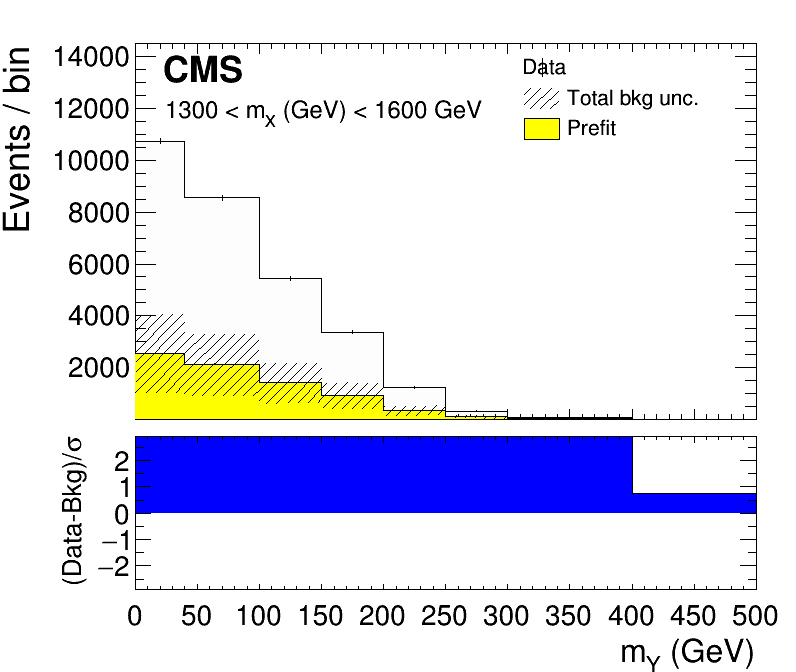 14000
12000
10000
8000
6000
4000
2000
Events / bin
CMS
1300 < mX (GeV) < 1600 GeV
Data
Total bkg unc.
Prefit
2
1
0
−1
−2
(Data-Bkg)/σ
0 50 100 150 200 250 300 350 400 450 500
mY (GeV)